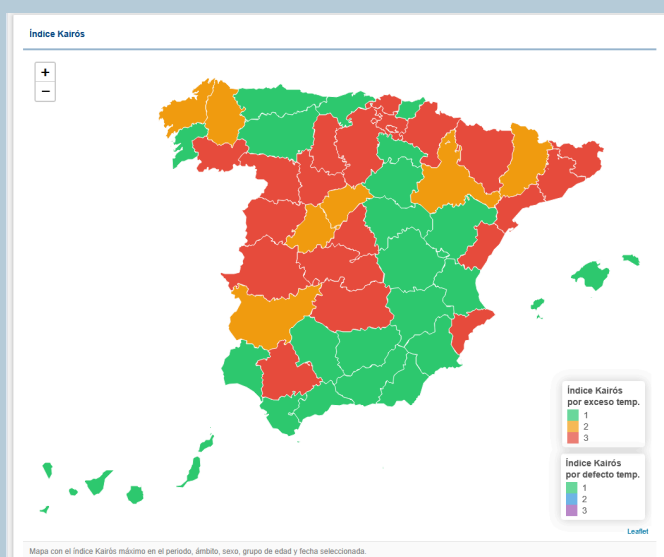 Índice Kairós
+
−
Índice Kairós
por exceso temp.
1
2
3
Índice Kairós
por defecto temp.
1
2
3
Leaflet
Mapa con el índice Kairós máximo en el periodo, ámbito, sexo, grupo de edad y fecha seleccionada.